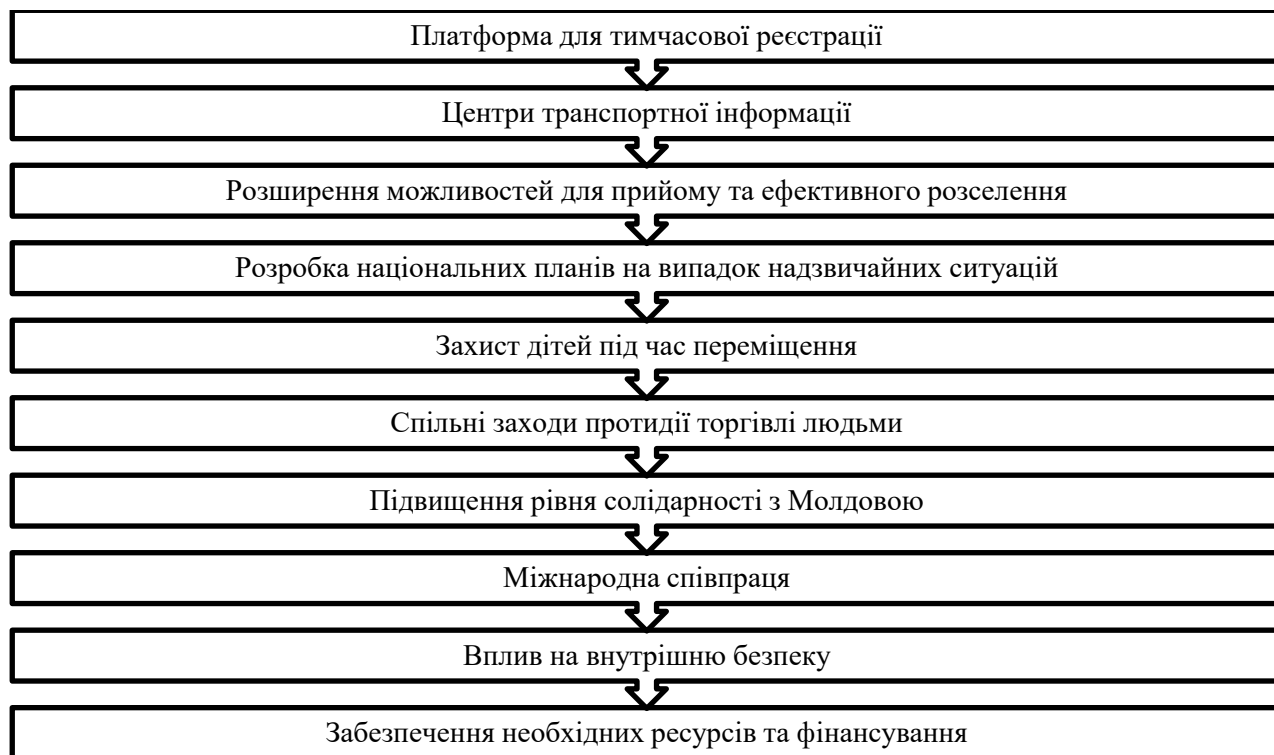 Платформа для тимчасової реєстрації
Центри транспортної інформації
Розширення можливостей для прийому та ефективного розселення
Розробка національних планів на випадок надзвичайних ситуацій
Захист дітей під час переміщення
Спільні заходи протидії торгівлі людьми
Підвищення рівня солідарності з Молдовою
Міжнародна співпраця
Вплив на внутрішню безпеку
Забезпечення необхідних ресурсів та фінансування